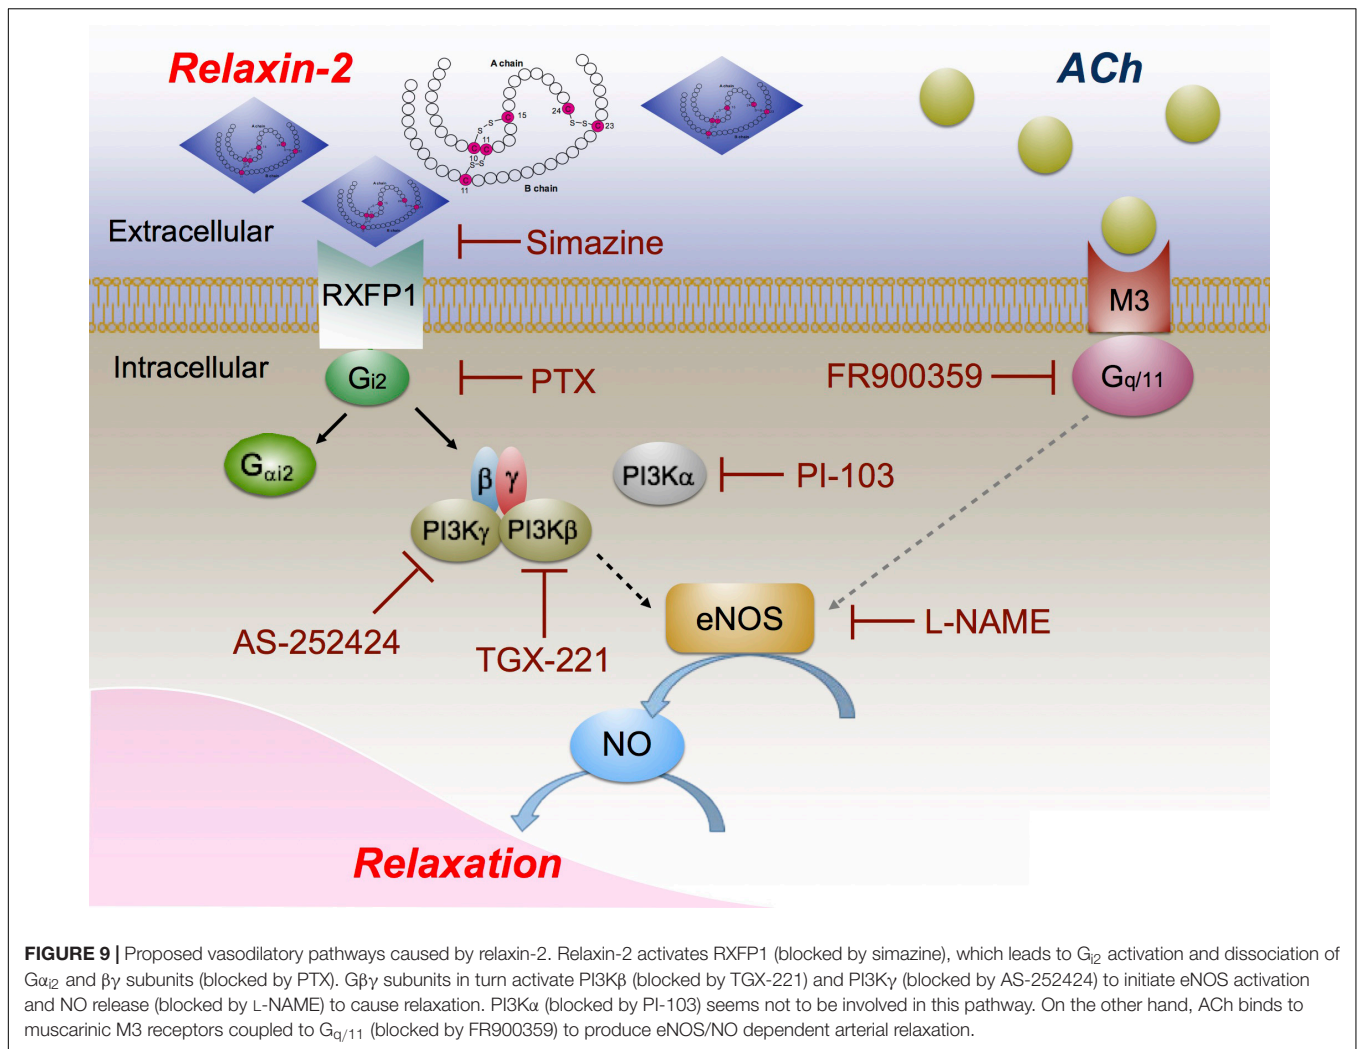 Relaxin-2
ACh
A chain
15
24
23
S
S
S
S
11
10
S
S
C
C
C
C
C
C
11
B chain
Extracellular
Simazine
RXFP1
M3
Intracellular
Gi2
PTX
FR900359
Gq/11
Gαi2
β γ
PI3Kα
PI-103
PI3Kγ
PI3Kβ
eNOS
L-NAME
AS-252424
TGX-221
NO
Relaxation
FIGURE 9 | Proposed vasodilatory pathways caused by relaxin-2. Relaxin-2 activates RXFP1 (blocked by simazine), which leads to Gi2 activation and dissociation of
Gαi2 and βγ subunits (blocked by PTX). Gβγ subunits in turn activate PI3Kβ (blocked by TGX-221) and PI3Kγ (blocked by AS-252424) to initiate eNOS activation
and NO release (blocked by L-NAME) to cause relaxation. PI3Kα (blocked by PI-103) seems not to be involved in this pathway. On the other hand, ACh binds to
muscarinic M3 receptors coupled to Gq/11 (blocked by FR900359) to produce eNOS/NO dependent arterial relaxation.